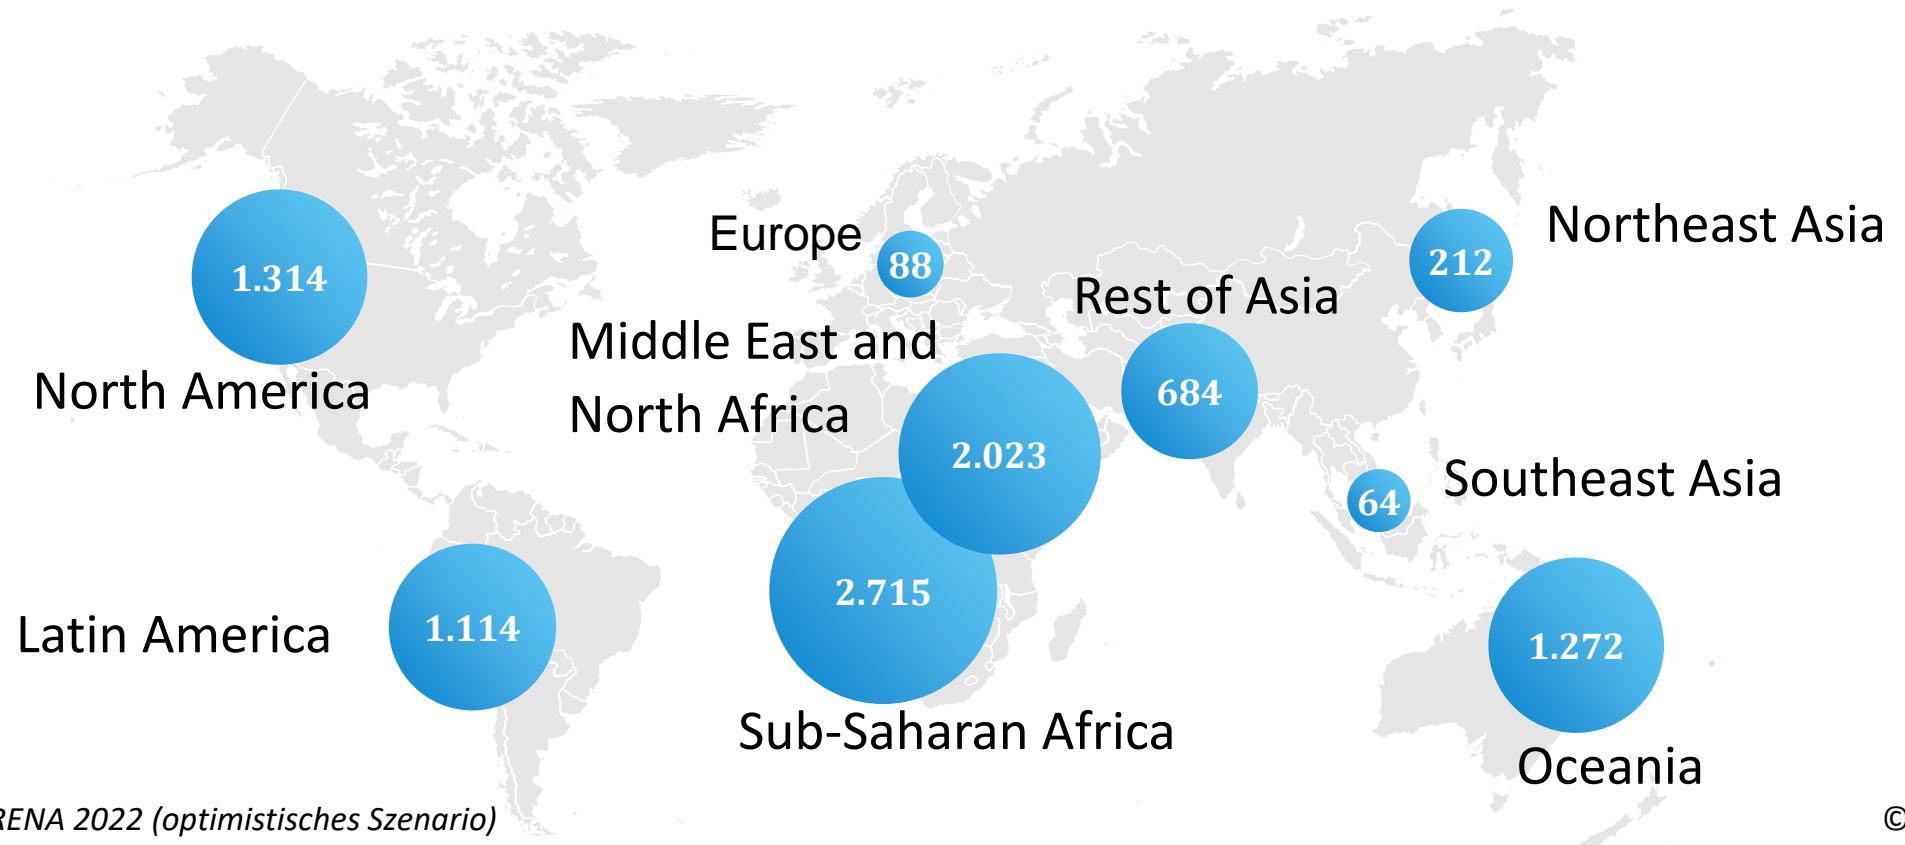 Northeast Asia
Europe
88
212
1.314
Rest of Asia
Middle East and
North Africa
North America
684
2.023
Southeast Asia
64
2.715
Latin America
1.114
1.272
Sub-Saharan Africa
Oceania
RENA 2022 (optimistisches Szenario)
©